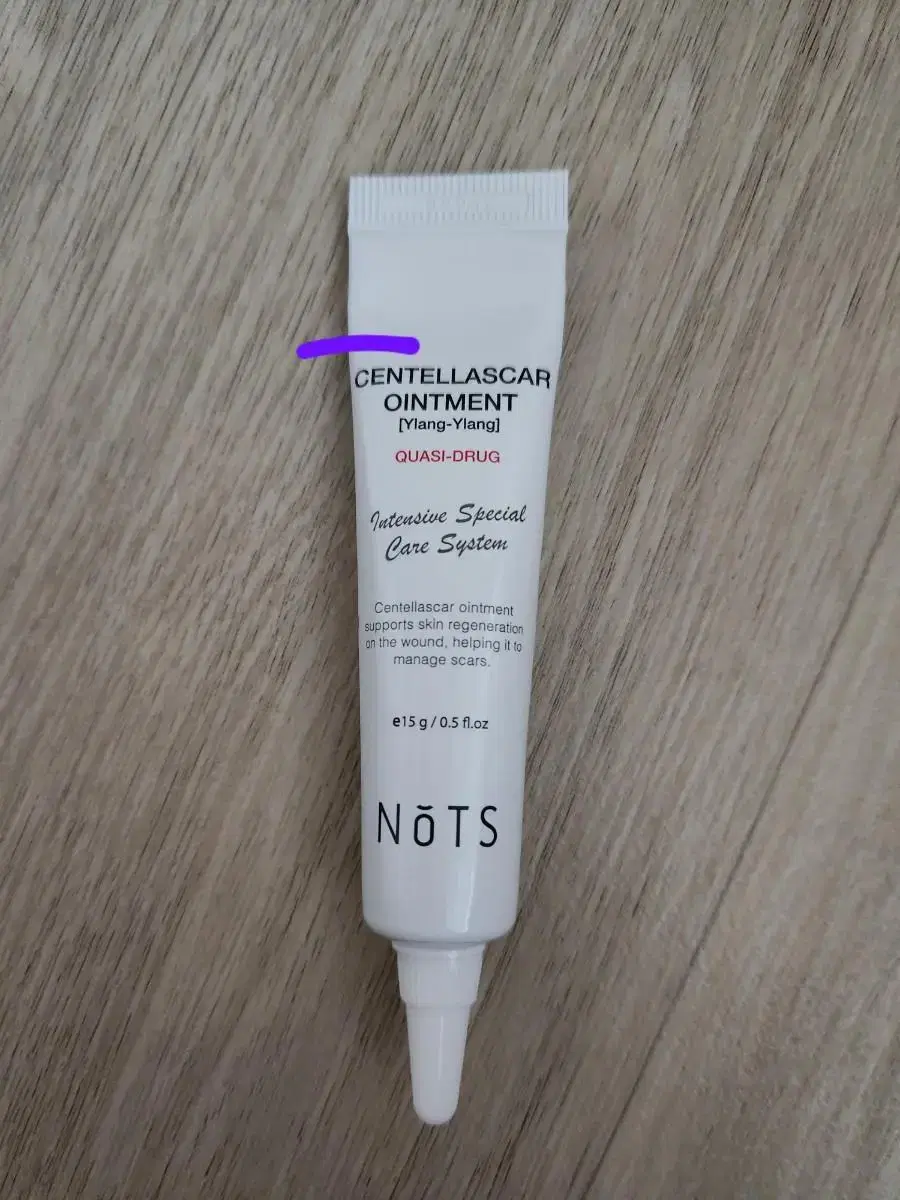 CENTELLASCAR
OINTMENT
[Ylang-Ylang]
QUASI-DRUG
Intensive Special
Care System
Centellascar ointment
supports skin regeneration
on the wound, helping it to
manage scars.
e15 g / 0.5 fl.oz
NŏTS